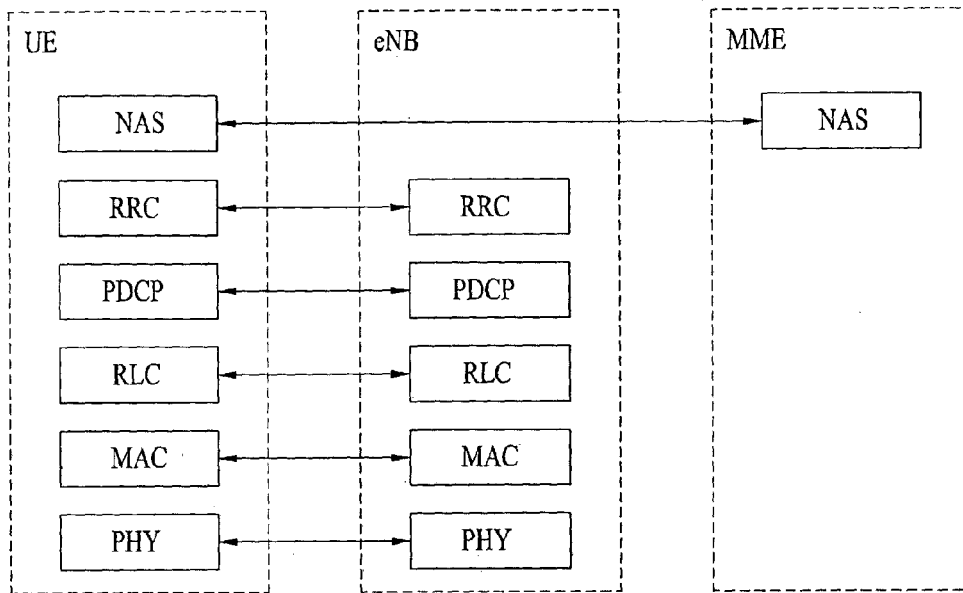 UE
eNB
MME
NAS
NAS
RRC
RRC
PDCP
PDCP
RLC
RLC
MAC
MAC
PHY
PHY